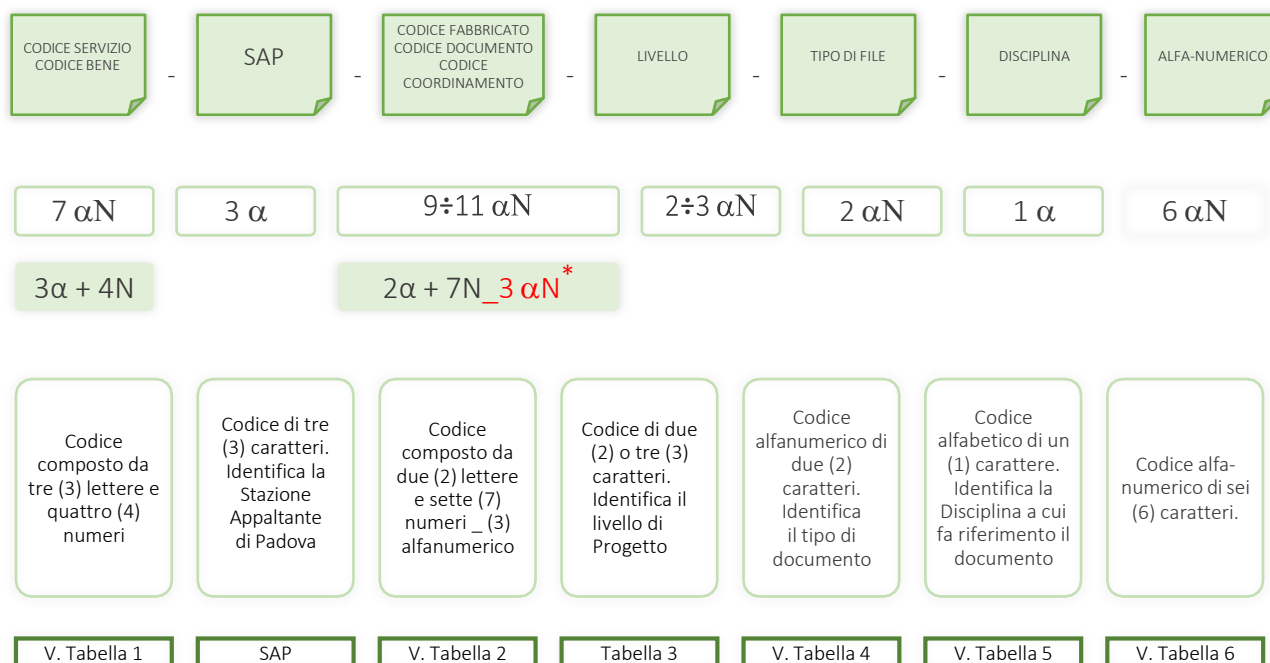 CODICE SERVIZIO
CODICE BENE
-
SAP
-
CODICE FABBRICATO
CODICE DOCUMENTO
CODICE
COORDINAMENTO
-
LIVELLO
-
TIPO DI FILE
-
DISCIPLINA
-
ALFA-NUMERICO
7 αN
3 α
9÷11 αN
2÷3 αN
2 αN
1 α
6 αN
3α + 4N
2α + 7N_3 αN*
Codice
composto da
tre (3) lettere e
quattro (4)
numeri
Codice di tre
(3) caratteri.
Identifica la
Stazione
Appaltante
di Padova
Codice
composto da
due (2) lettere
e sette (7)
numeri _ (3)
alfanumerico
Codice di due
(2) o tre (3)
caratteri.
Identifica il
livello di
Progetto
Codice
alfanumerico di
due (2)
caratteri.
Identifica
il tipo di
documento
Codice
alfabetico di un
(1) carattere.
Identifica la
Disciplina a cui
fa riferimento il
documento
Codice alfa-
numerico di sei
(6) caratteri.
V. Tabella 1
SAP
V. Tabella 2
Tabella 3
V. Tabella 4
V. Tabella 5
V. Tabella 6